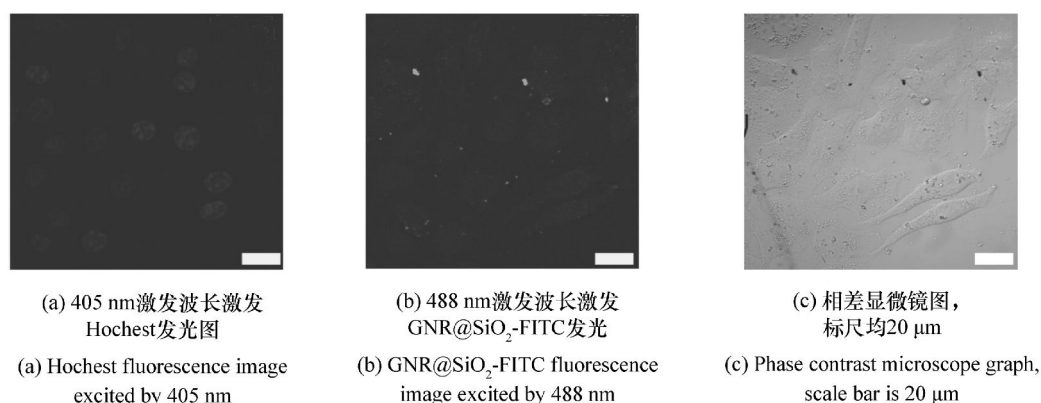 (a) 405 nm激发波长激发
Hochest发光图
(a) Hochest fluorescence image
excited by 405 nm
(b) 488 nm激发波长激发
GNR@SiO₂-FITC发光
(b) GNR@SiO₂-FITC fluorescence
image excited by 488 nm
(c) 相差显微镜图，
标尺均20 μm
(c) Phase contrast microscope graph,
scale bar is 20 μm